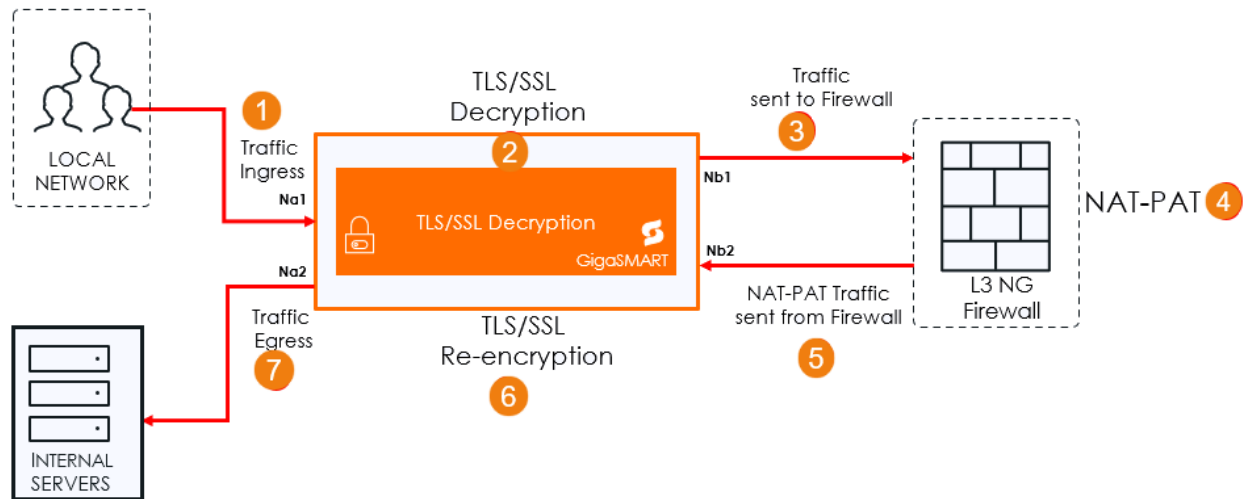 LOCAL
NETWORK
1
Traffic
Ingress
Na1
TLS/SSL
Decryption
2
TLS/SSL Decryption
GigaSMART
Nb1
Traffic
sent to Firewall
3
L3 NG
Firewall
NAT-PAT 4
Nb2
NAT-PAT Traffic
sent from Firewall
5
TLS/SSL
Re-encryption
6
Na2
Traffic
Egress
7
INTERNAL
SERVERS